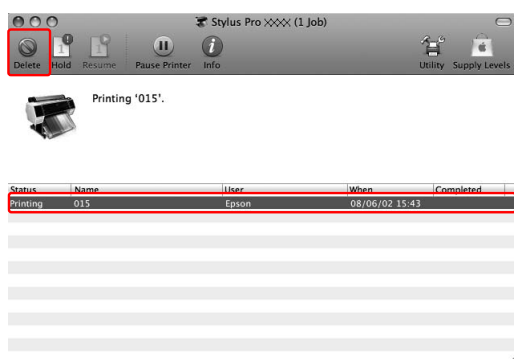 Stylus Pro XXXX (1 Job)
Delete Hold Resume Pause Printer Info Utility Supply Levels
Printing ‘015’.
Status Name User When Completed
Printing 015 Epson 08/06/02 15:43